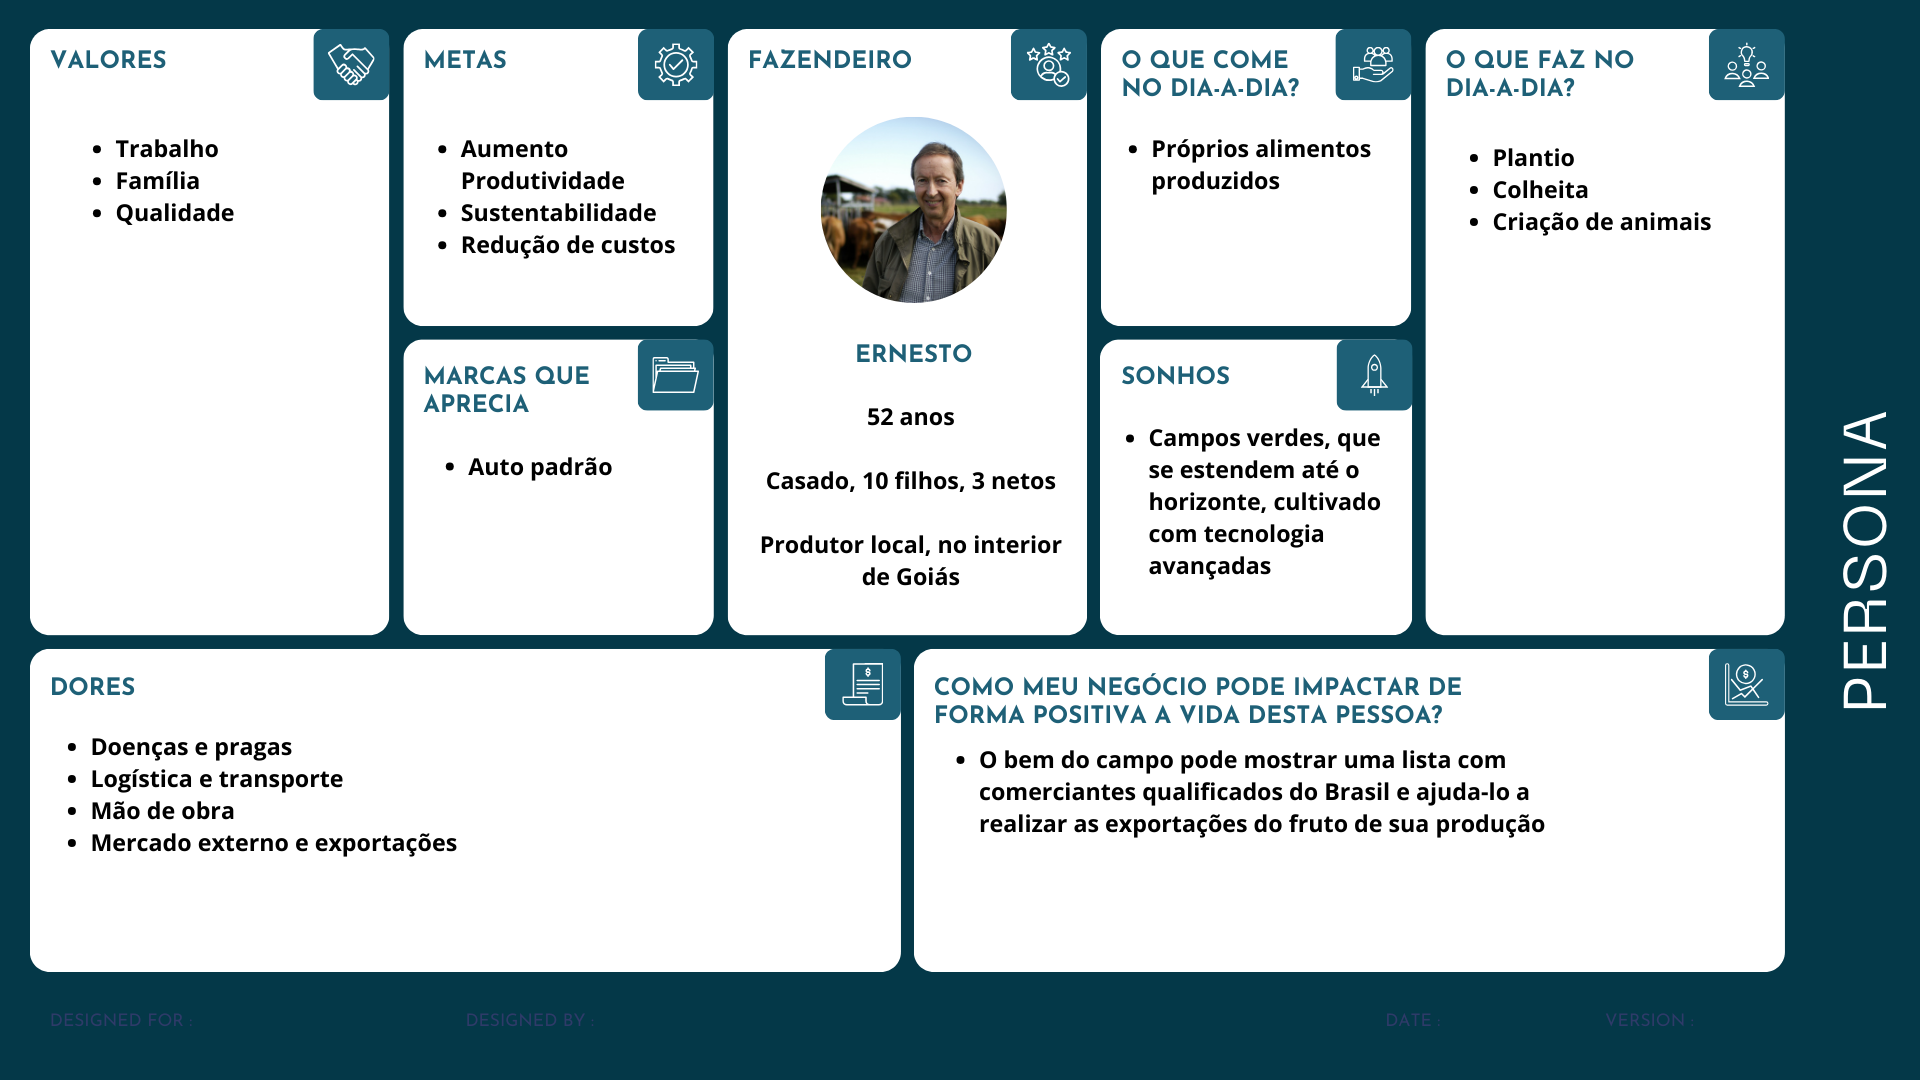 VALORES
Trabalho
Família
Qualidade
METAS
Aumento
Produtividade
Sustentabilidade
Redução de custos
MARCAS QUE
APRECIA
Auto padrão
FAZENDEIRO
ERNESTO
52 anos
Casado, 10 filhos, 3 netos
Produtor local, no interior
de Goiás
O QUE COME
NO DIA-A-DIA?
Próprios alimentos
produzidos
SONHOS
Campos verdes, que
se estendem até o
horizonte, cultivado
com tecnologia
avançadas
O QUE FAZ NO
DIA-A-DIA?
Plantio
Colheita
Criação de animais
PERSONA
DORES
Doenças e pragas
Logística e transporte
Mão de obra
Mercado externo e exportações
COMO MEU NEGÓCIO PODE IMPACTAR DE
FORMA POSITIVA A VIDA DESTA PESSOA?
O bem do campo pode mostrar uma lista com
comerciantes qualificados do Brasil e ajuda-lo a
realizar as exportações do fruto de sua produção
DESIGNED FOR :
DESIGNED BY :
DATE :
VERSION :